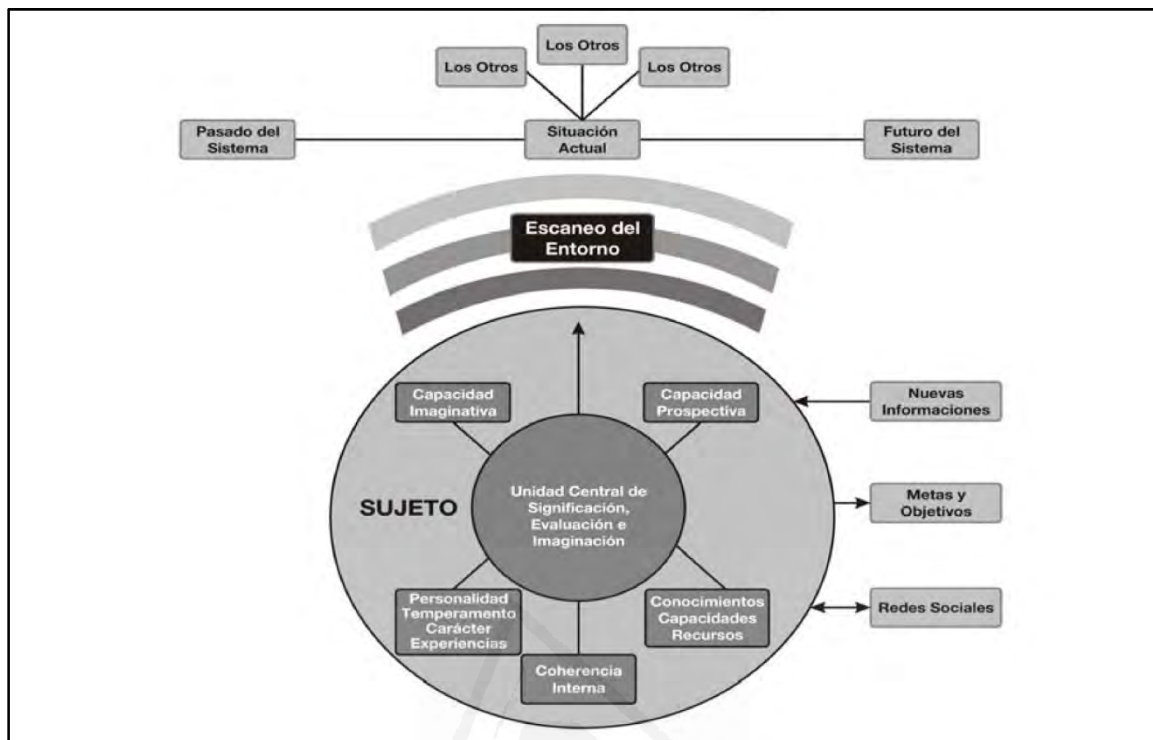 Los Otros
Los Otros
Los Otros
Pasado del
Sistema
Situación
Actual
Futuro del
Sistema
Escaneo del
Entorno
Capacidad
Imaginativa
Capacidad
Prospectiva
Nuevas
Informaciones
SUJETO
Unidad Central de
Significación,
Evaluación e
Imaginación
Metas y
Objetivos
Personalidad
Temperamento
Carácter
Experiencias
Conocimientos
Capacidades
Recursos
Redes Sociales
Coherencia
Interna